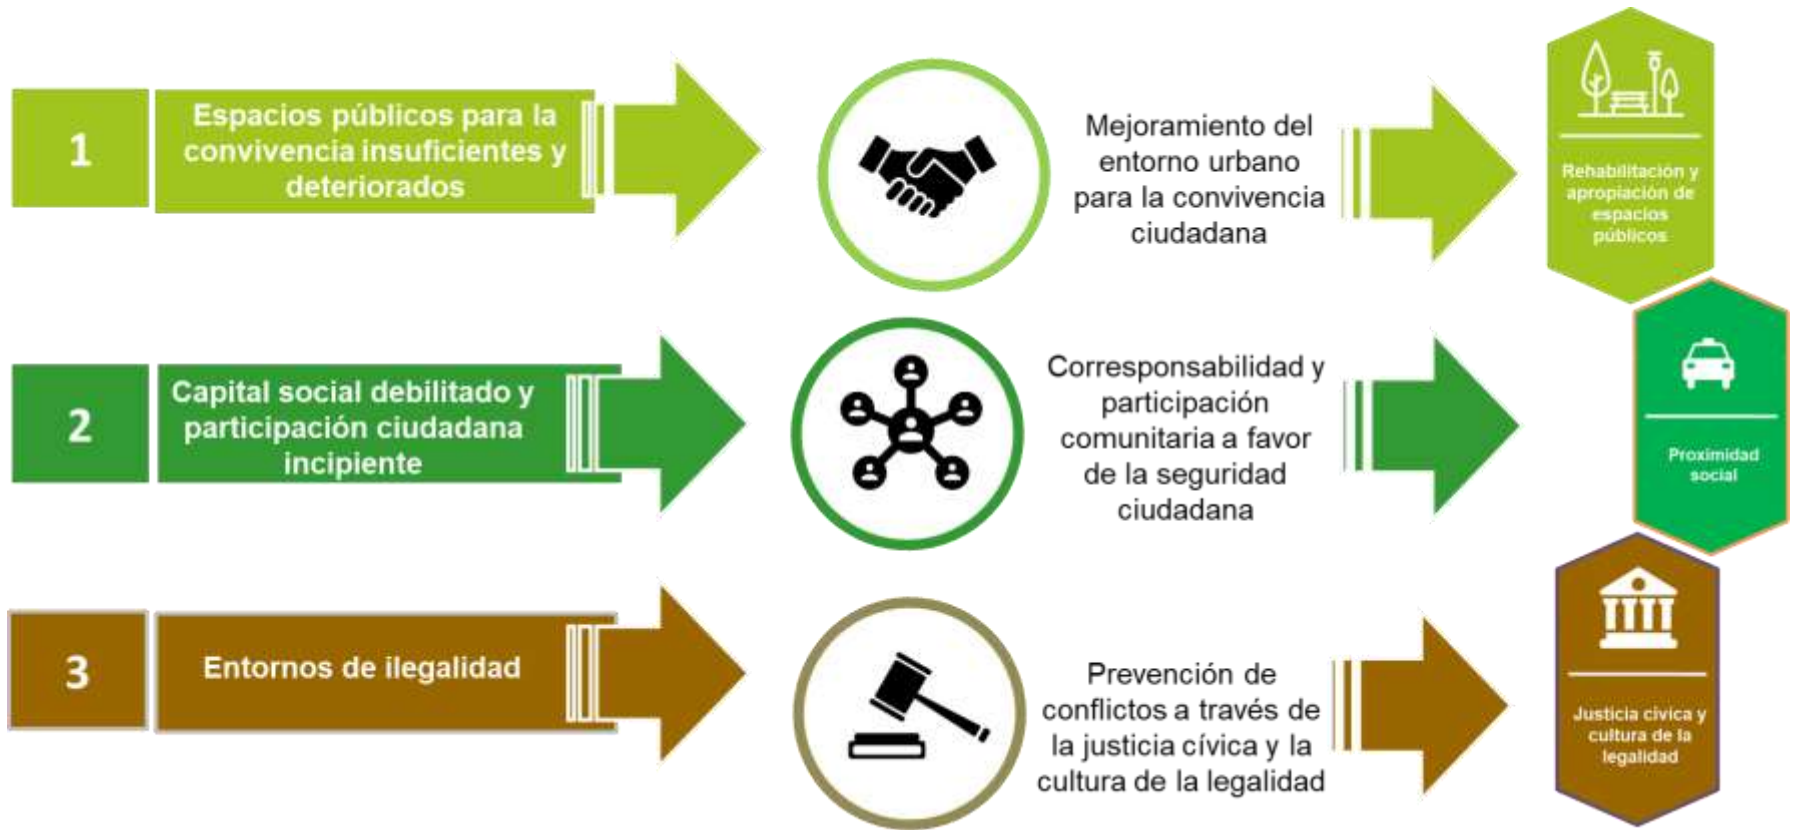 1
Espacios públicos para la
convivencia insuficientes y
deteriorados
Mejoramiento del
entorno urbano
para la convivencia
ciudadana
Rehabilitación y
apropiación de
espacios
públicos
2
Capital social debilitado y
participación ciudadana
incipiente
Corresponsabilidad y
participación
comunitaria a favor
de la seguridad
ciudadana
Proximidad
social
3
Entornos de ilegalidad
Prevención de
conflictos a través de
la justicia cívica y la
cultura de la legalidad
Justicia cívica y
cultura de la
legalidad